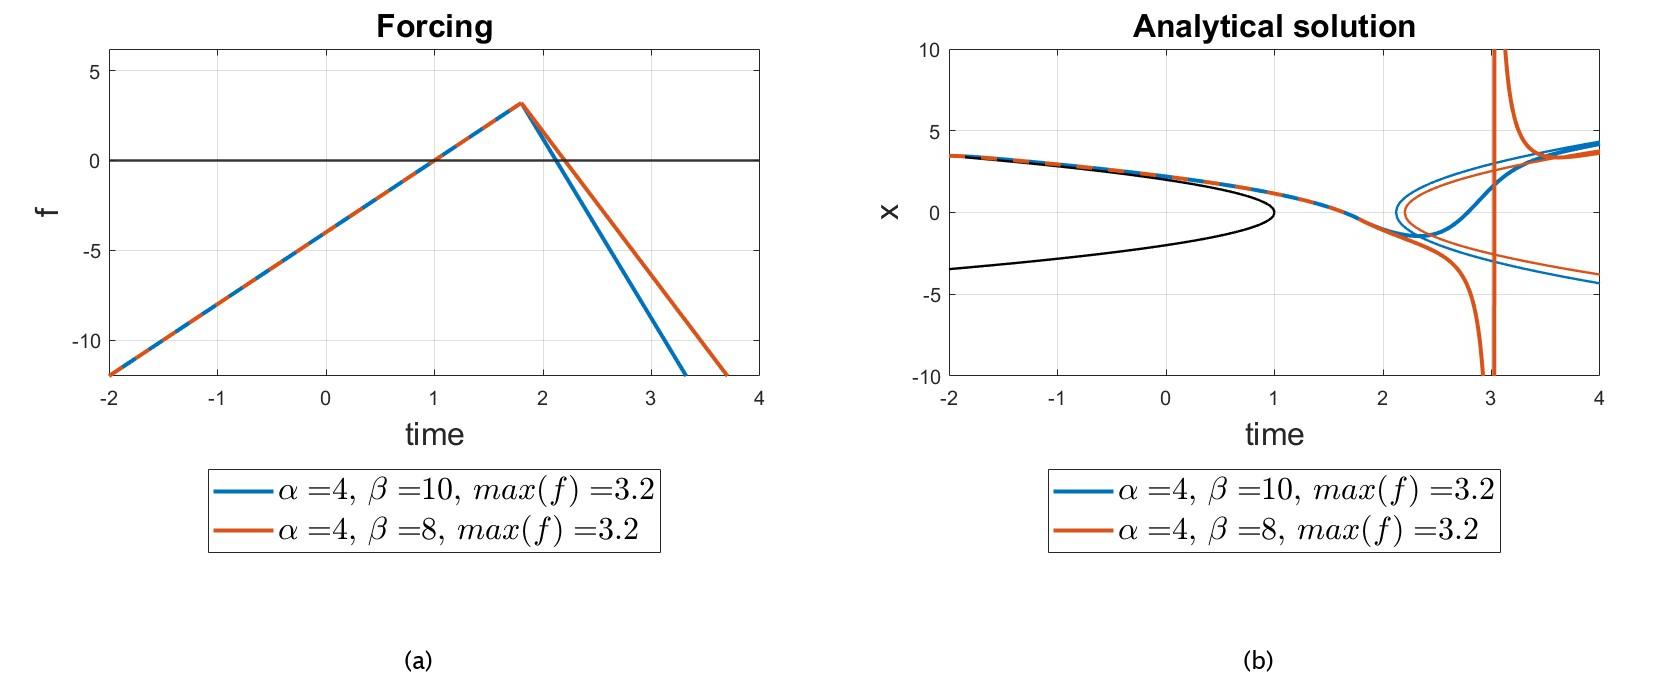 Forcing
5
0
-5
-10
f
-2 -1 0 1 2 3 4
time
α =4, β =10, max(f) =3.2
α =4, β =8, max(f) =3.2
(a)
Analytical solution
10
5
0
-5
-10
x
-2 -1 0 1 2 3 4
time
α =4, β =10, max(f) =3.2
α =4, β =8, max(f) =3.2
(b)